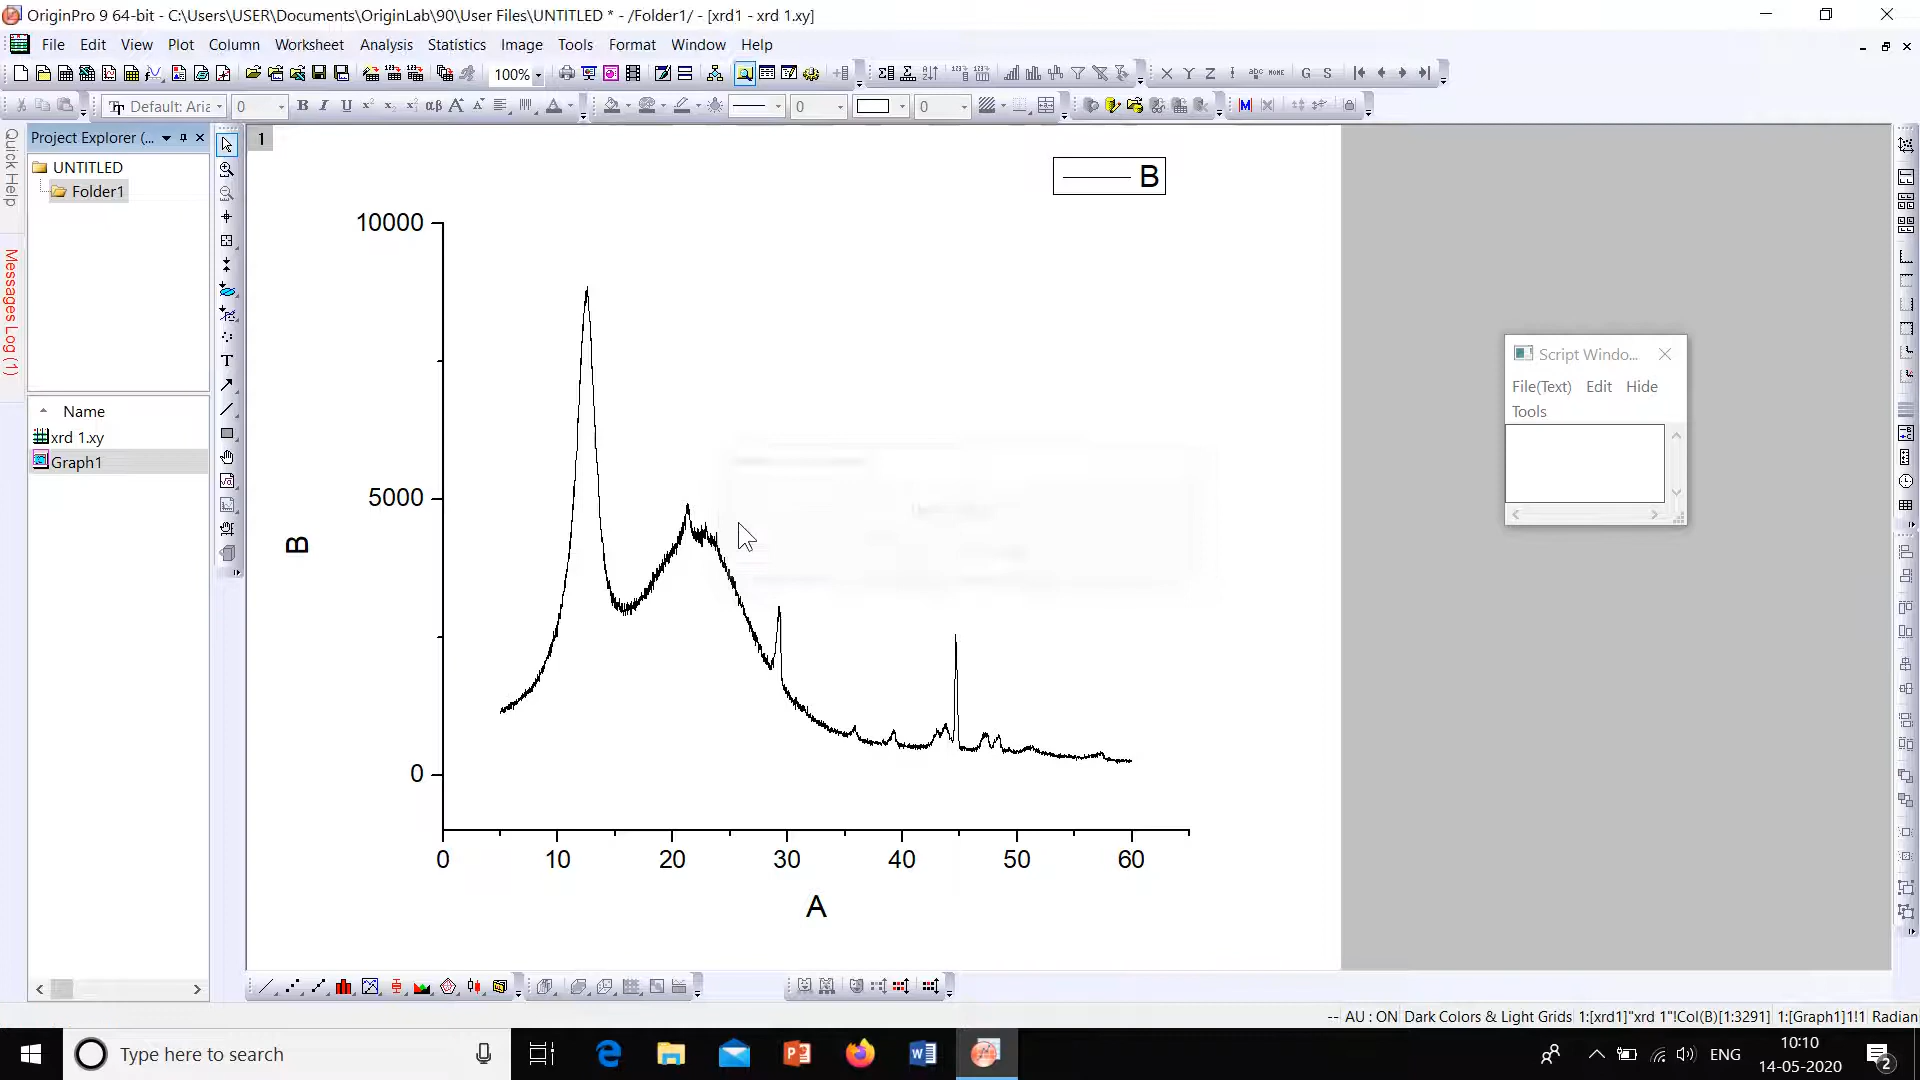 OriginPro 9 64-bit - C:\Users\USER\Documents\OriginLab\90\User Files\UNTITLED * - /Folder1/ - [xrd1 - xrd 1.xy]
File Edit View Plot Column Worksheet Analysis Statistics Image Tools Format Window Help
100%
Default: Aria 0 B I U 0 0
Quick Help
Messages Log (1)
Project Explorer (...
UNTITLED
Folder1
Name
xrd 1.xy
Graph1
1
B
10000
5000
0
B
0 10 20 30 40 50 60
A
Script Windo...
File(Text) Edit Hide
Tools
-- AU : ON Dark Colors & Light Grids 1:[xrd1]"xrd 1"!Col(B)[1:3291] 1:[Graph1]1!1 Radian
Type here to search
ENG
10:10
14-05-2020
2